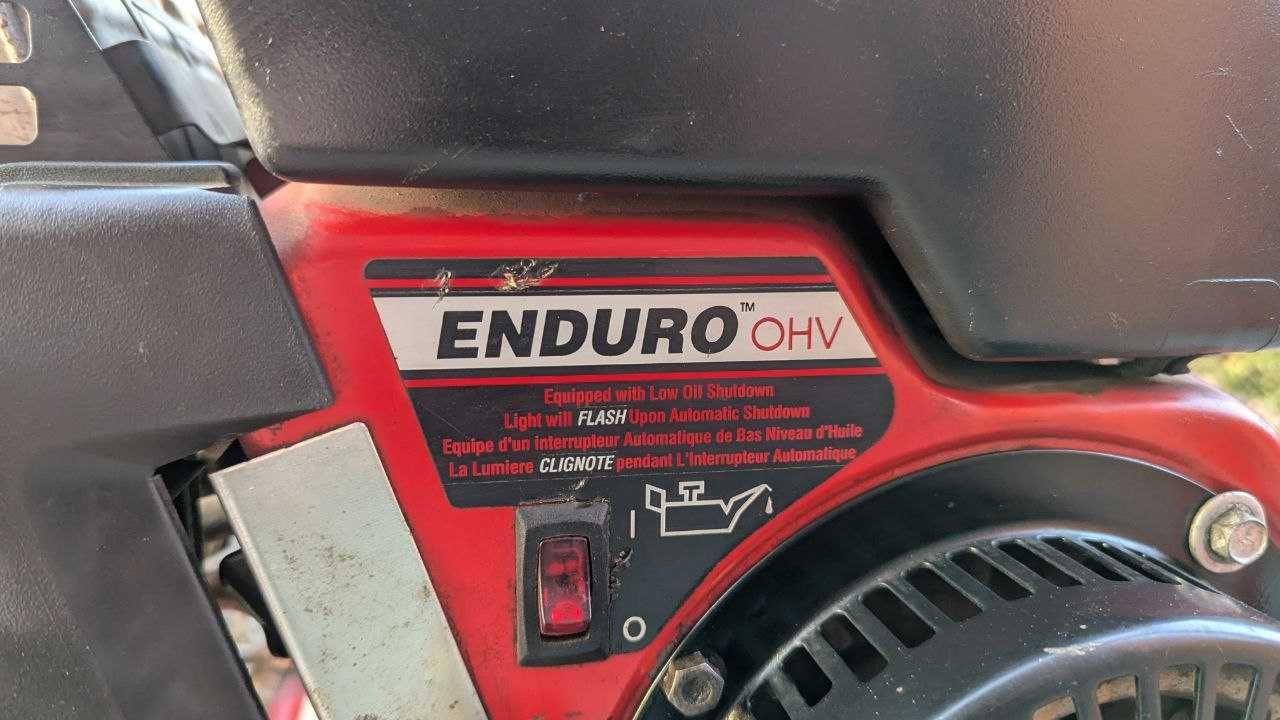 ENDURO™ OHV
Equipped with Low Oil Shutdown
Light will FLASH Upon Automatic Shutdown
Equipe d'un interrupteur Automatique de Bas Niveau d'Huile
La Lumiere CLIGNOTE pendant L'Interrupteur Automatique
I
O